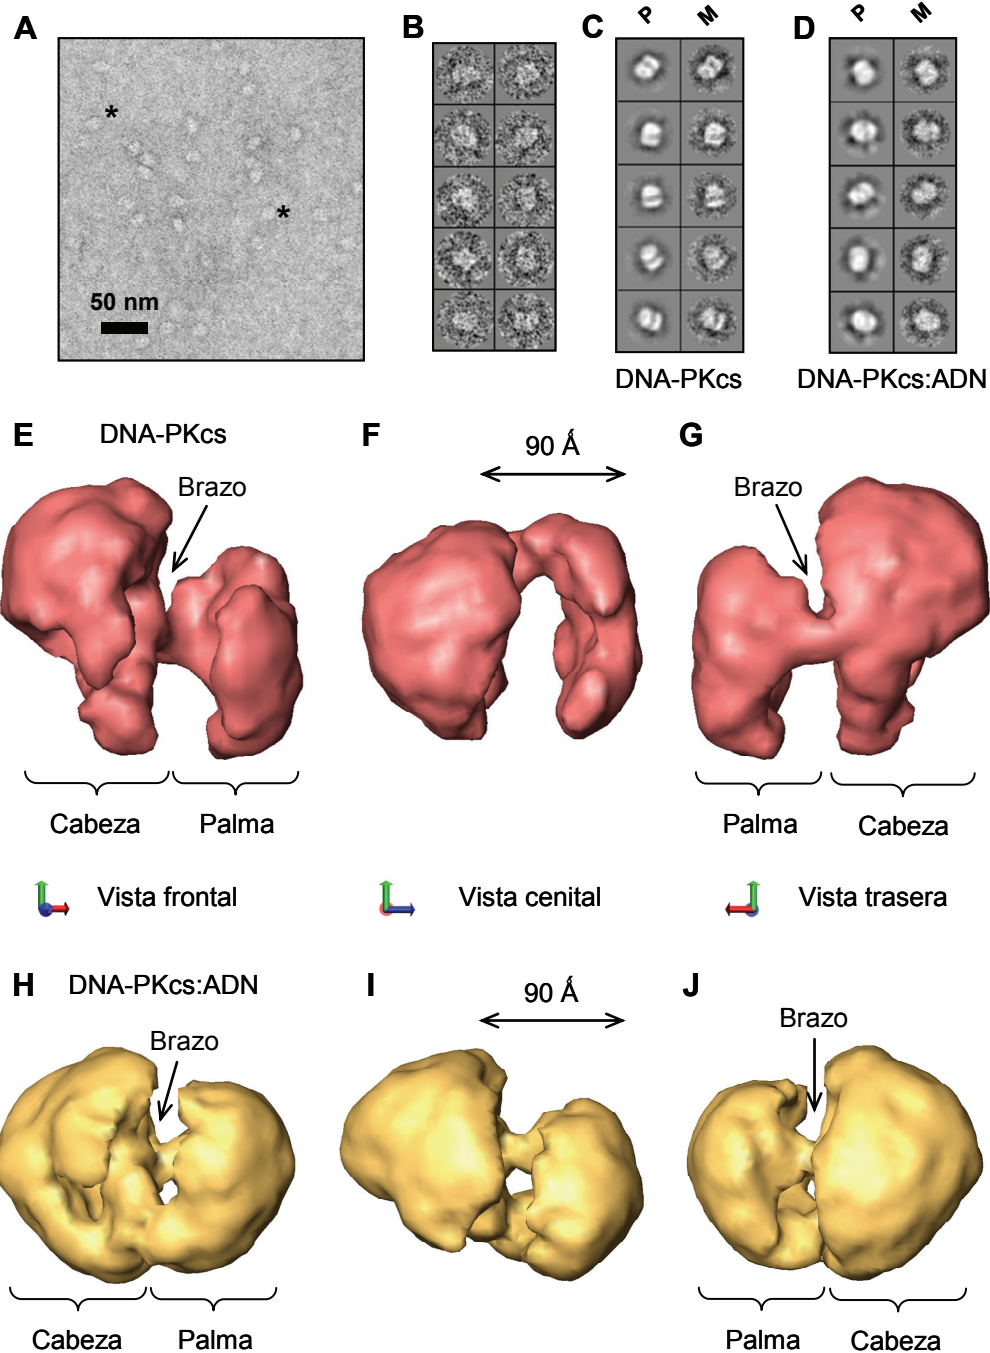 A
B
C
P
M
D
P
M
*
*
50 nm
DNA-PKcs
DNA-PKcs:ADN
E
DNA-PKcs
F
G
90 Å
Brazo
Brazo
Cabeza
Palma
Palma
Cabeza
Vista frontal
Vista cenital
Vista trasera
H
DNA-PKcs:ADN
I
J
90 Å
Brazo
Brazo
Cabeza
Palma
Palma
Cabeza